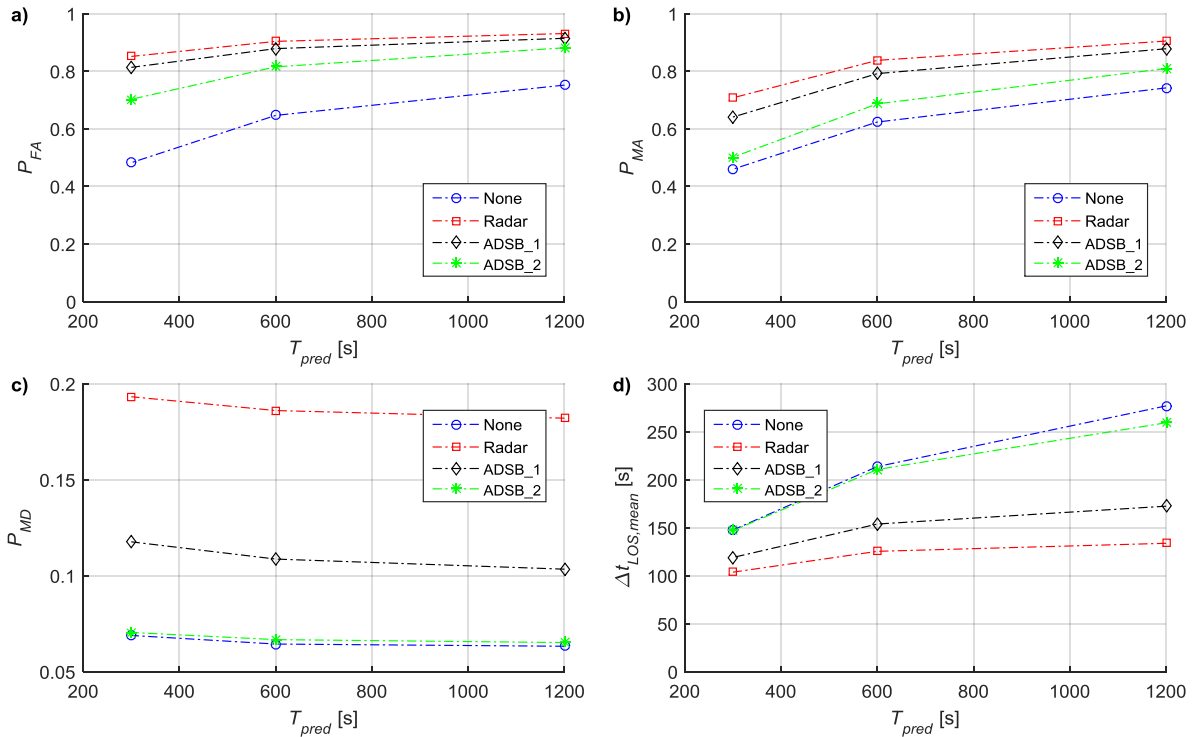 a)
1
0.8
0.6
0.4
0.2
0
P_FA
None
Radar
ADSB_1
ADSB_2
200 400 600 800 1000 1200
T_pred [s]
b)
1
0.8
0.6
0.4
0.2
0
P_MA
None
Radar
ADSB_1
ADSB_2
200 400 600 800 1000 1200
T_pred [s]
c)
0.2
0.15
0.1
0.05
P_MD
None
Radar
ADSB_1
ADSB_2
200 400 600 800 1000 1200
T_pred [s]
d)
300
250
200
150
100
50
0
Δt_LOS,mean [s]
None
Radar
ADSB_1
ADSB_2
200 400 600 800 1000 1200
T_pred [s]